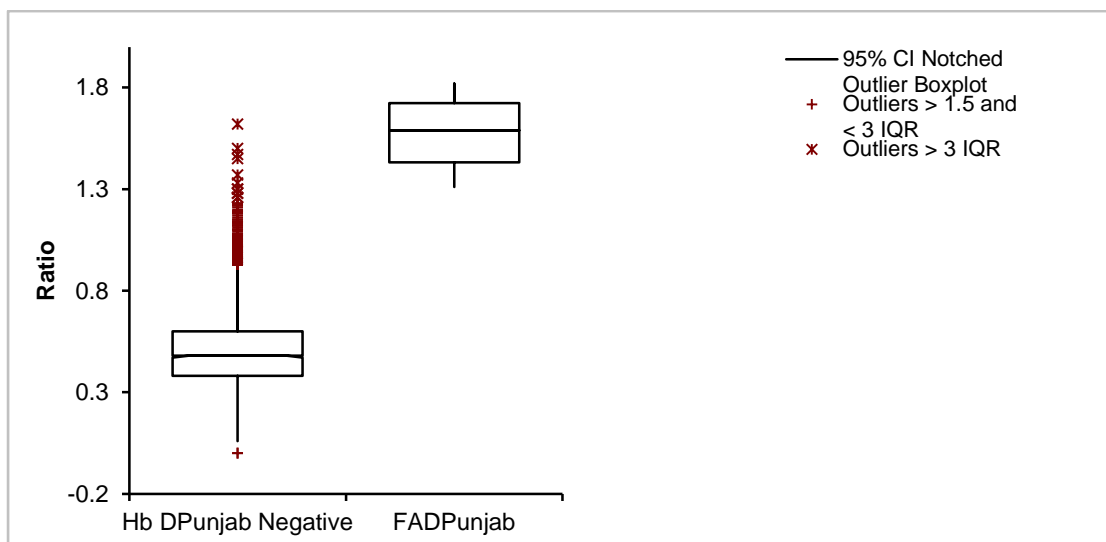 Ratio
1.8
1.3
0.8
0.3
-0.2
Hb DPunjab Negative
FADPunjab
95% CI Notched
Outlier Boxplot
Outliers > 1.5 and
< 3 IQR
Outliers > 3 IQR